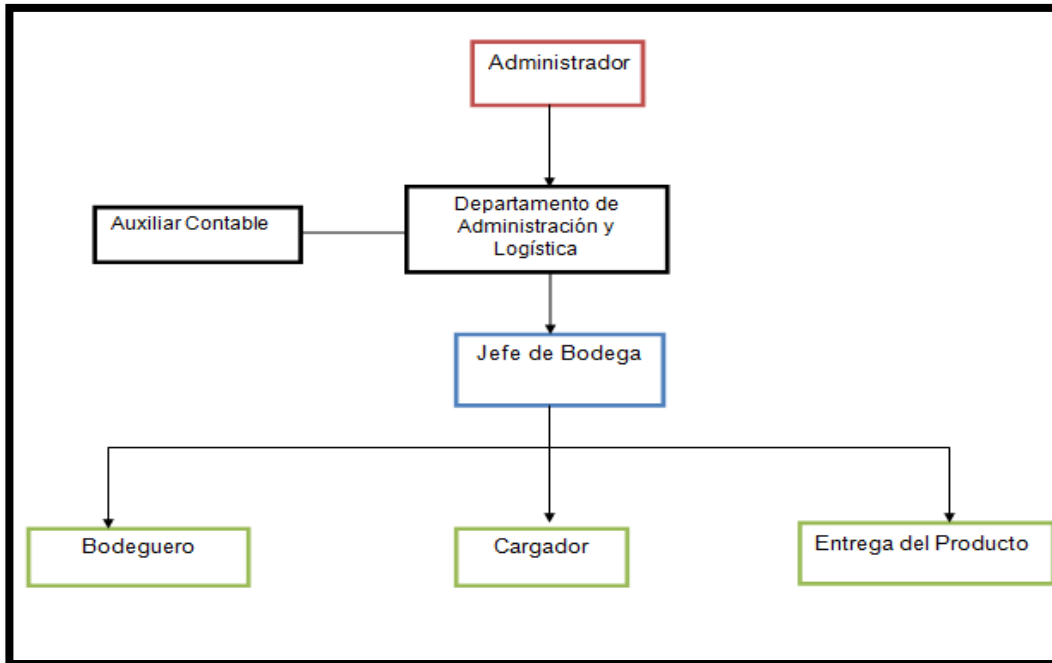 Administrador
Auxiliar Contable
Departamento de
Administración y
Logística
Jefe de Bodega
Bodeguero
Cargador
Entrega del Producto